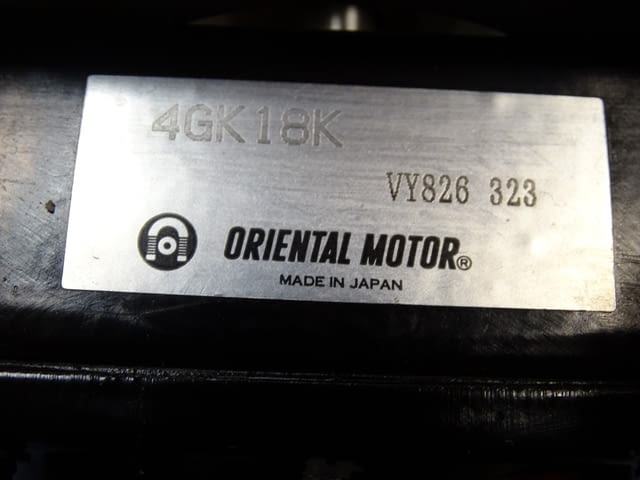 4GK18K
VY826 323
ORIENTAL MOTOR®
MADE IN JAPAN